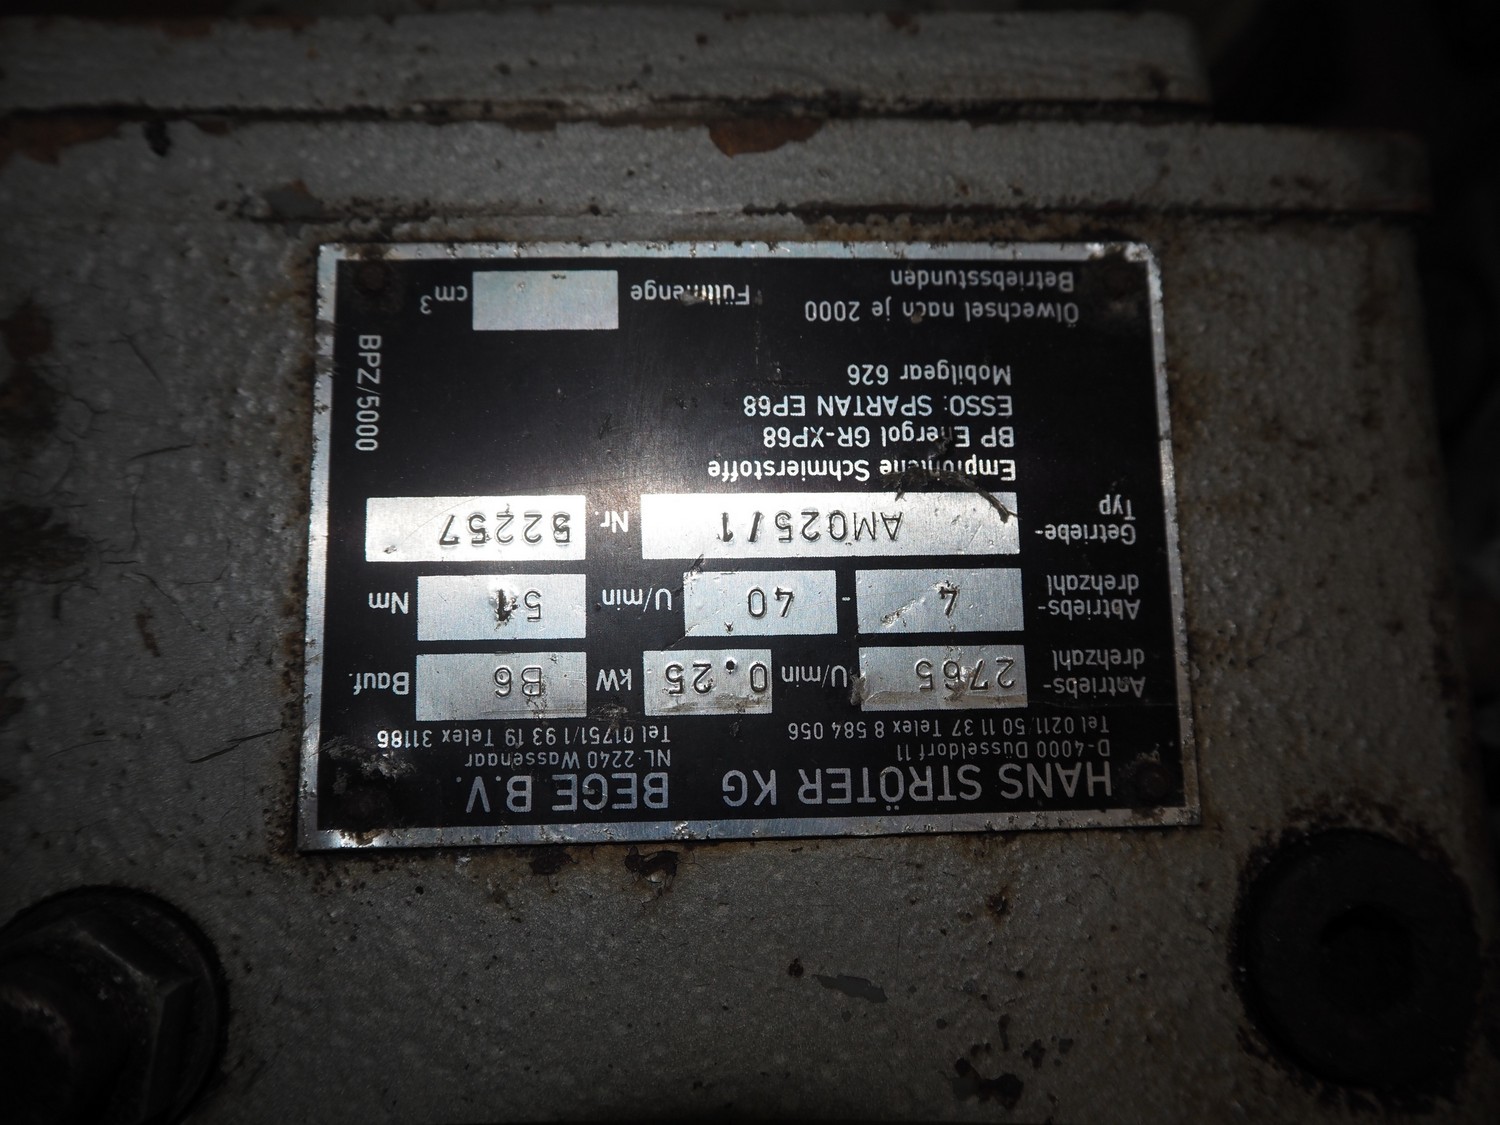 HANS STRÖTER KG BEGE B.V.
D-4000 Düsseldorf 11 NL-2240 Wassenaar
Tel 0211/50 11 37 Telex 8 584 056 Tel 01751/1 93 19 Telex 31186
Antriebs-drehzahl 2765 U/min 0.25 kW B6 Bauf.
Abtriebs-drehzahl 4 - 40 U/min 51 Nm
Getriebe-Typ AM025/1 Nr. 52257
Empfohlene Schmierstoffe
BP Energol GR-XP68
ESSO: SPARTAN EP68
Mobilgear 626
Ölwechsel nach je 2000
Betriebsstunden
Füllmenge cm³
BPZ/5000